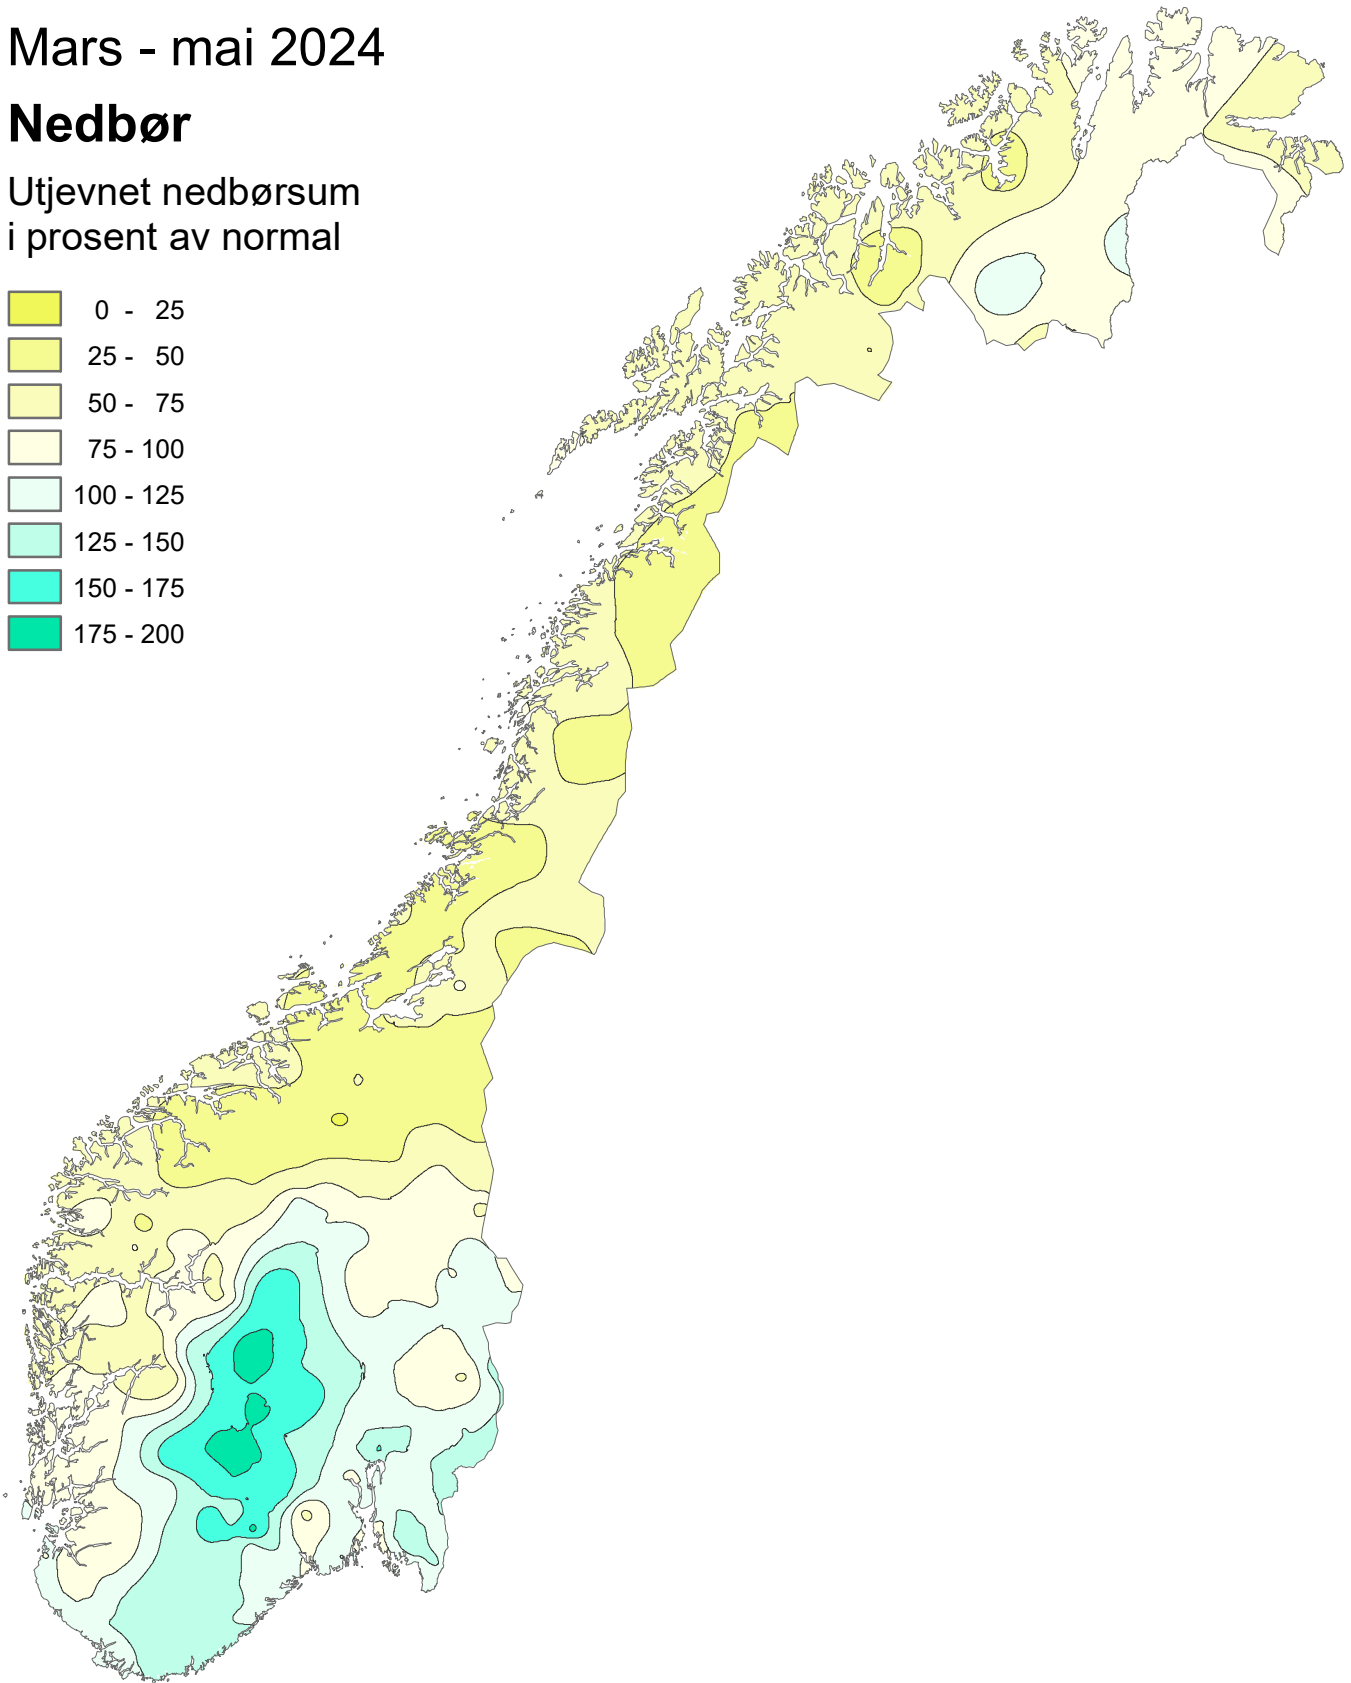 Mars - mai 2024
Nedbør
Utjevnet nedbørsum
i prosent av normal
0 - 25
25 - 50
50 - 75
75 - 100
100 - 125
125 - 150
150 - 175
175 - 200